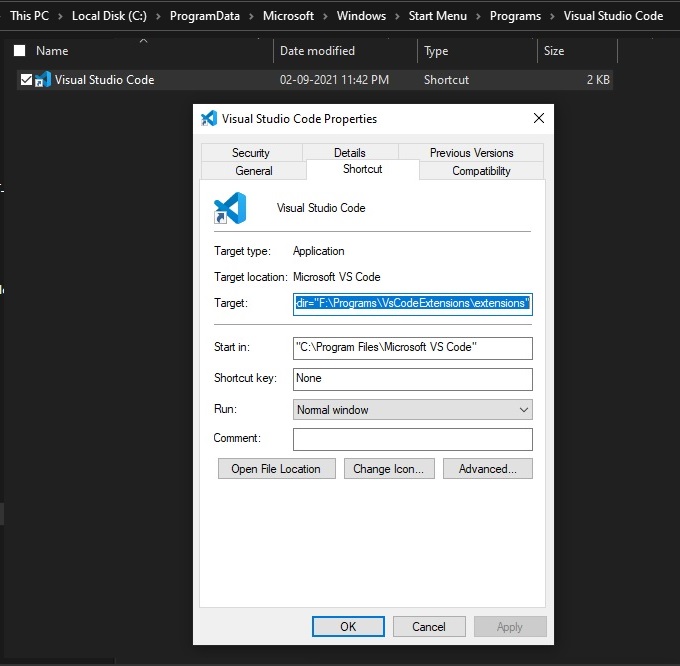 This PC > Local Disk (C:) > ProgramData > Microsoft > Windows > Start Menu > Programs > Visual Studio Code
Name Date modified Type Size
Visual Studio Code 02-09-2021 11:42 PM Shortcut 2 KB
Visual Studio Code Properties
Security Details Previous Versions
General Shortcut Compatibility
Visual Studio Code
Target type: Application
Target location: Microsoft VS Code
Target: dir="F:\Programs\VsCodeExtensions\extensions"
Start in: "C:\Program Files\Microsoft VS Code"
Shortcut key: None
Run: Normal window
Comment:
Open File Location Change Icon... Advanced...
OK Cancel Apply